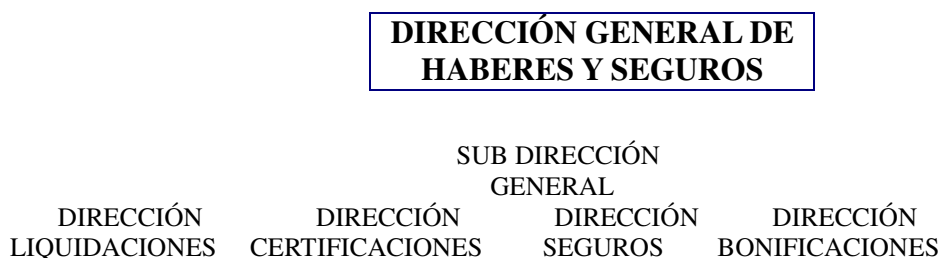 DIRECCIÓN GENERAL DE
HABERES Y SEGUROS
SUB DIRECCIÓN
GENERAL
DIRECCIÓN DIRECCIÓN DIRECCIÓN DIRECCIÓN
LIQUIDACIONES CERTIFICACIONES SEGUROS BONIFICACIONES